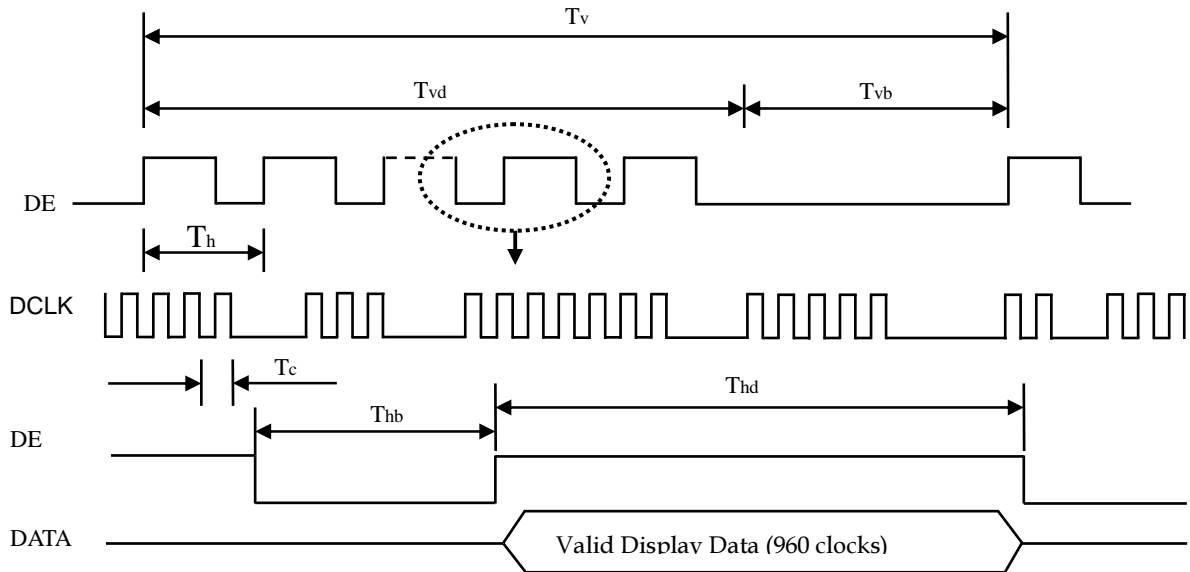 Tv
Tvd
Tvb
DE
Th
DCLK
Tc
Thd
Thb
DE
DATA
Valid Display Data (960 clocks)